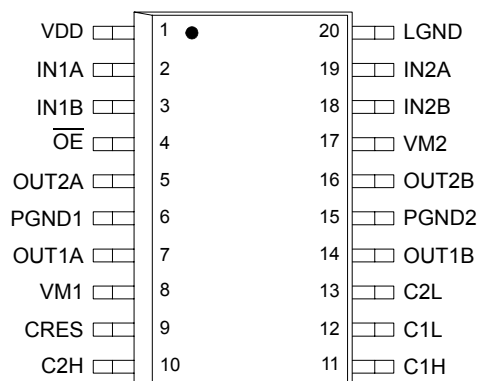 VDD 1 20 LGND
IN1A 2 19 IN2A
IN1B 3 18 IN2B
OE 4 17 VM2
OUT2A 5 16 OUT2B
PGND1 6 15 PGND2
OUT1A 7 14 OUT1B
VM1 8 13 C2L
CRES 9 12 C1L
C2H 10 11 C1H